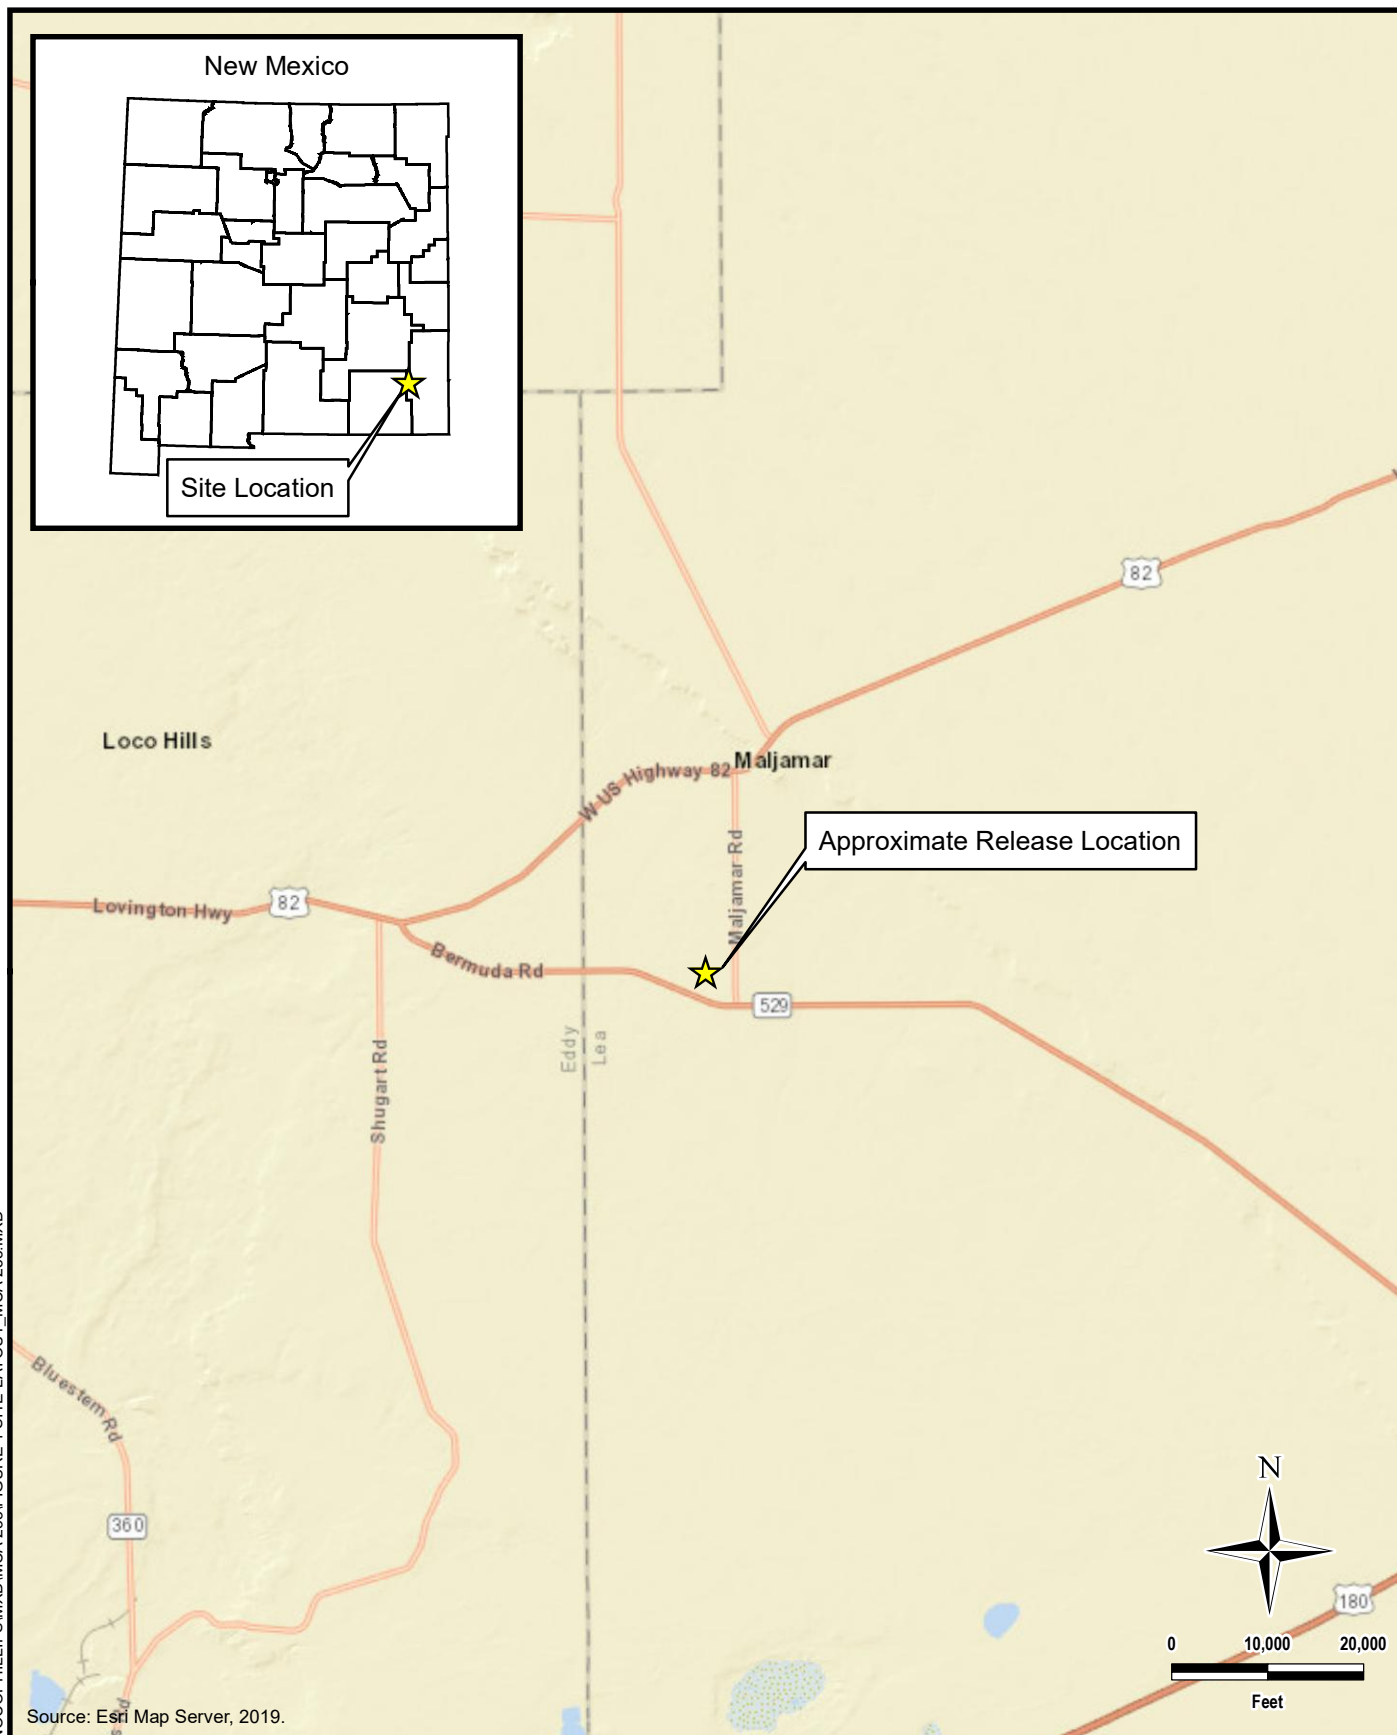 New Mexico
Site Location
82
Loco Hills
Maljamar
W US Highway 82
Approximate Release Location
Maljamar Rd
82
Lovington Hwy
Bermuda Rd
529
Eddy
Lea
Shugart Rd
Bluestem Rd
360
N
180
0 10,000 20,000
Feet
Rd
Source: Esri Map Server, 2019.